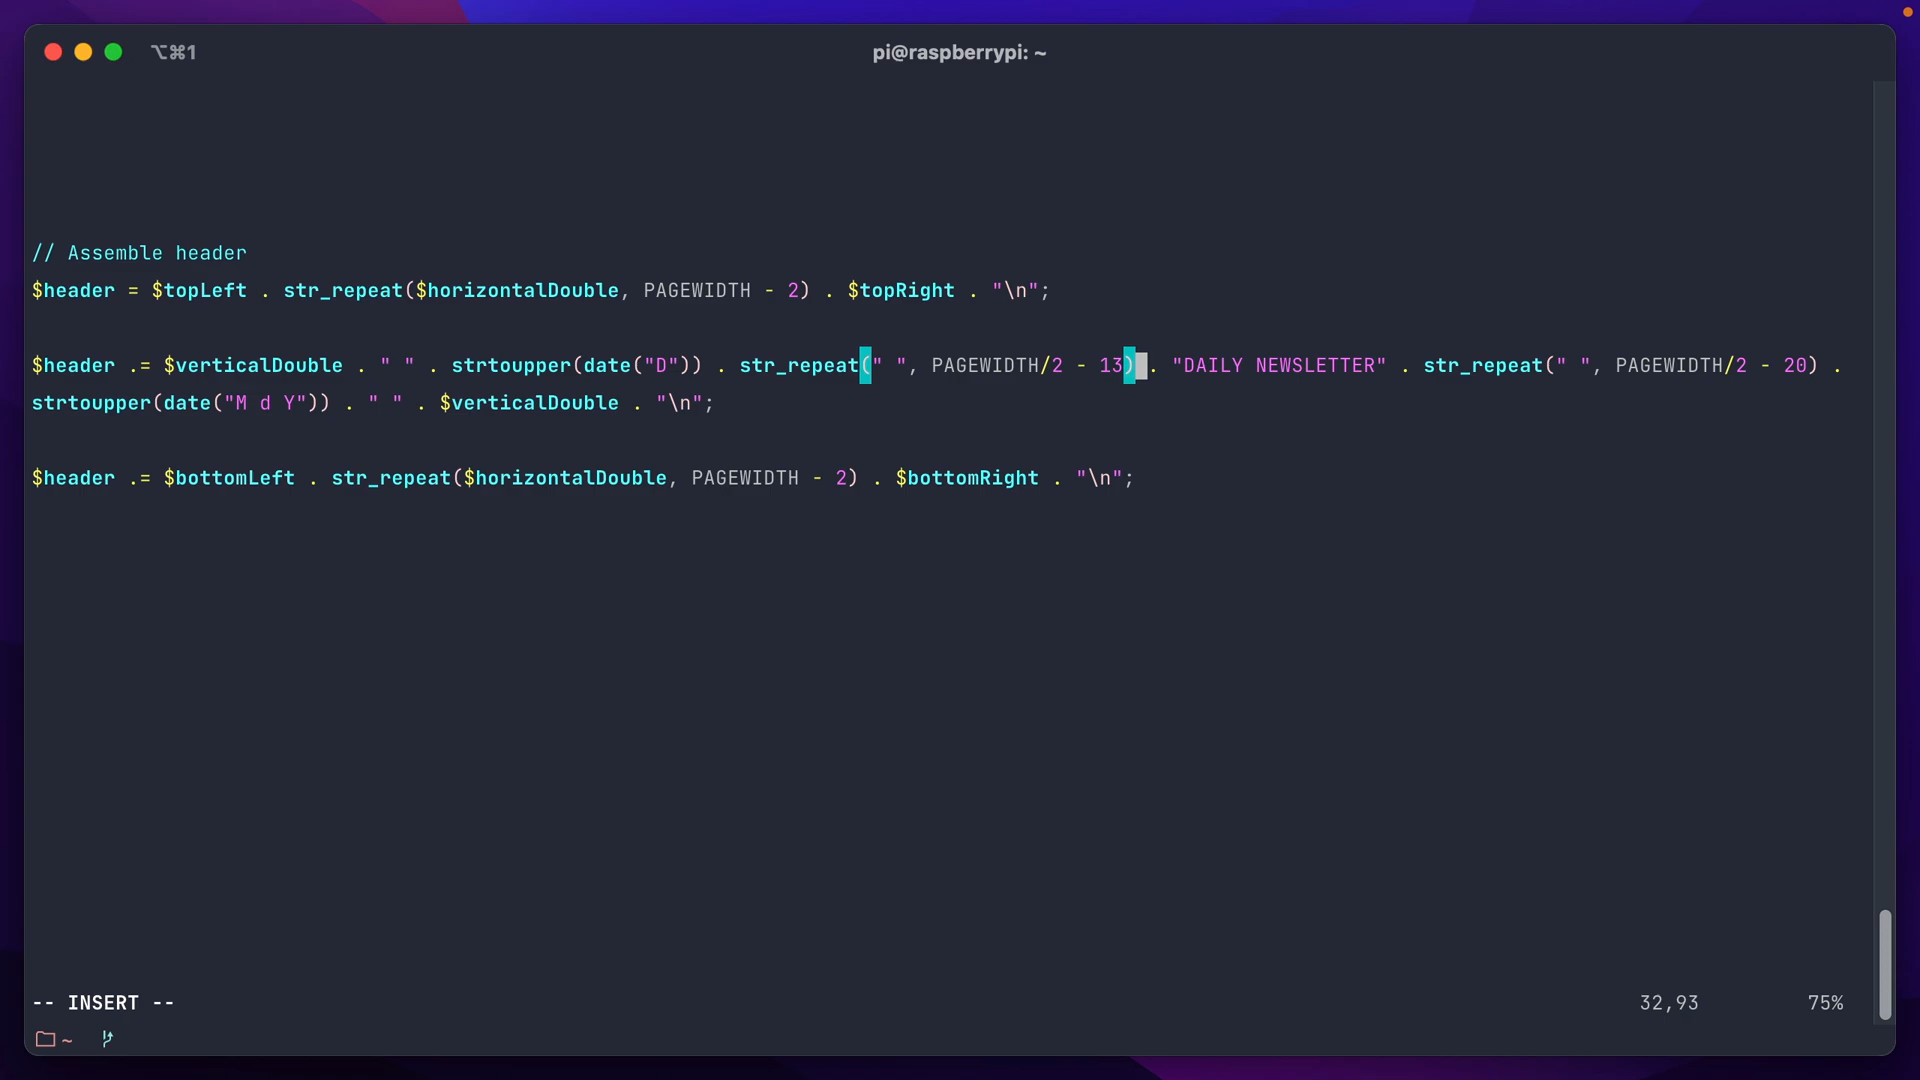 ⌥⌘1
pi@raspberrypi: ~
// Assemble header
$header = $topLeft . str_repeat($horizontalDouble, PAGEWIDTH - 2) . $topRight . "\n";
$header .= $verticalDouble . " " . strtoupper(date("D")) . str_repeat(" ", PAGEWIDTH/2 - 13) . "DAILY NEWSLETTER" . str_repeat(" ", PAGEWIDTH/2 - 20) .
strtoupper(date("M d Y")) . " " . $verticalDouble . "\n";
$header .= $bottomLeft . str_repeat($horizontalDouble, PAGEWIDTH - 2) . $bottomRight . "\n";
-- INSERT -- 32,93 75%
~